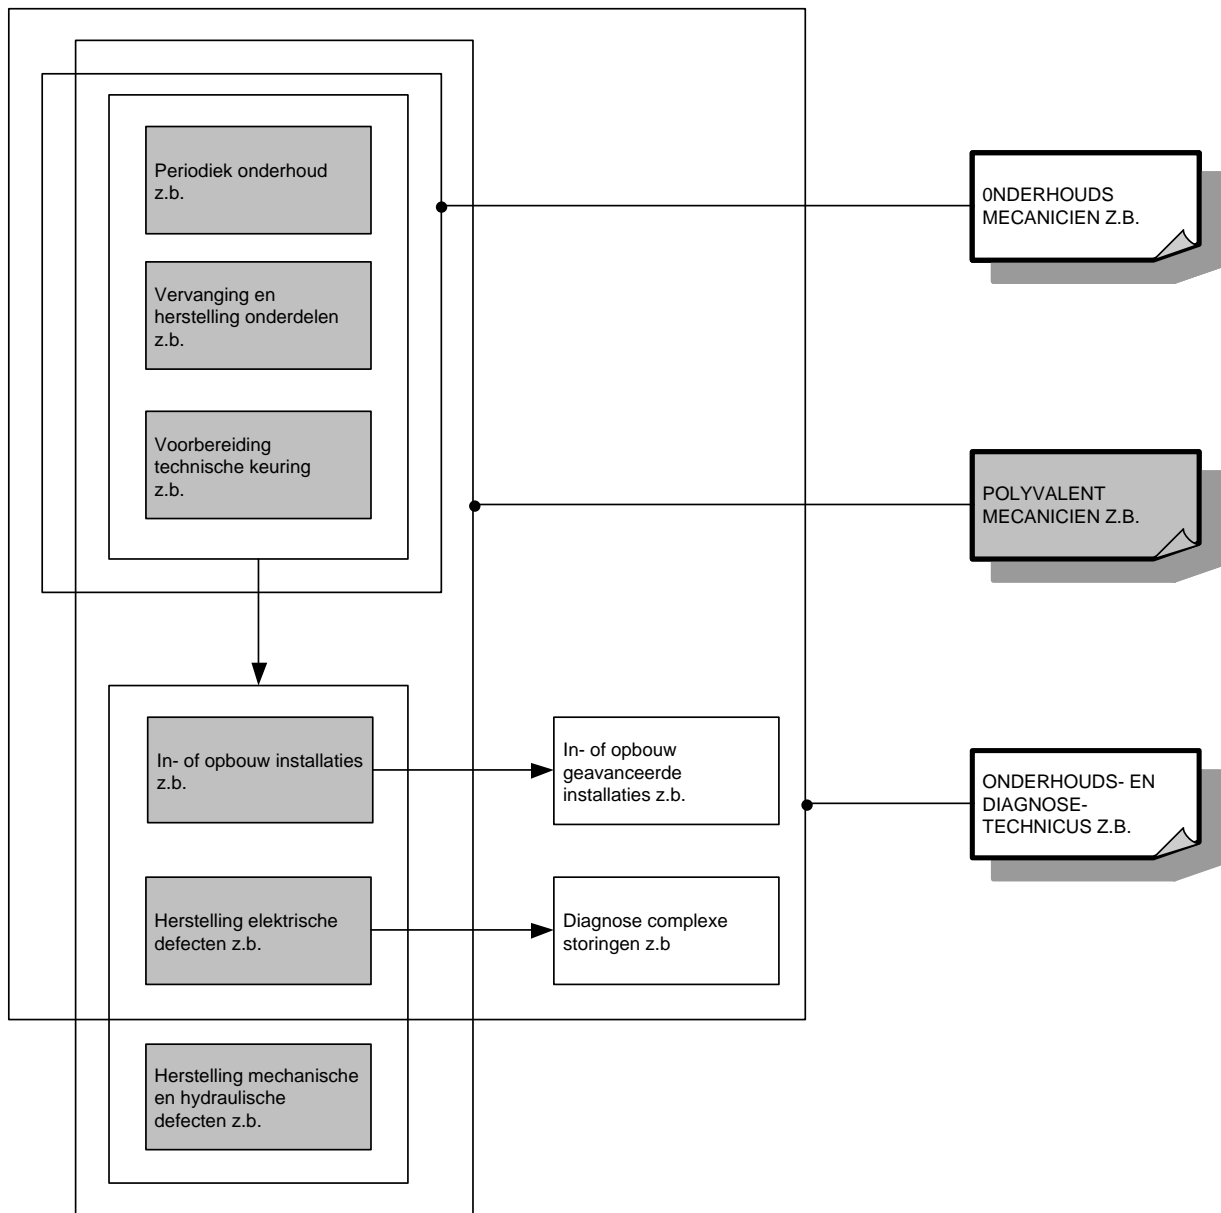 Periodiek onderhoud
z.b.
Vervanging en
herstelling onderdelen
z.b.
Voorbereiding
technische keuring
z.b.
In- of opbouw installaties
z.b.
Herstelling elektrische
defecten z.b.
Herstelling mechanische
en hydraulische
defecten z.b.
In- of opbouw
geavanceerde
installaties z.b.
Diagnose complexe
storingen z.b
0NDERHOUDS
MECANICIEN Z.B.
POLYVALENT
MECANICIEN Z.B.
ONDERHOUDS- EN
DIAGNOSE-
TECHNICUS Z.B.